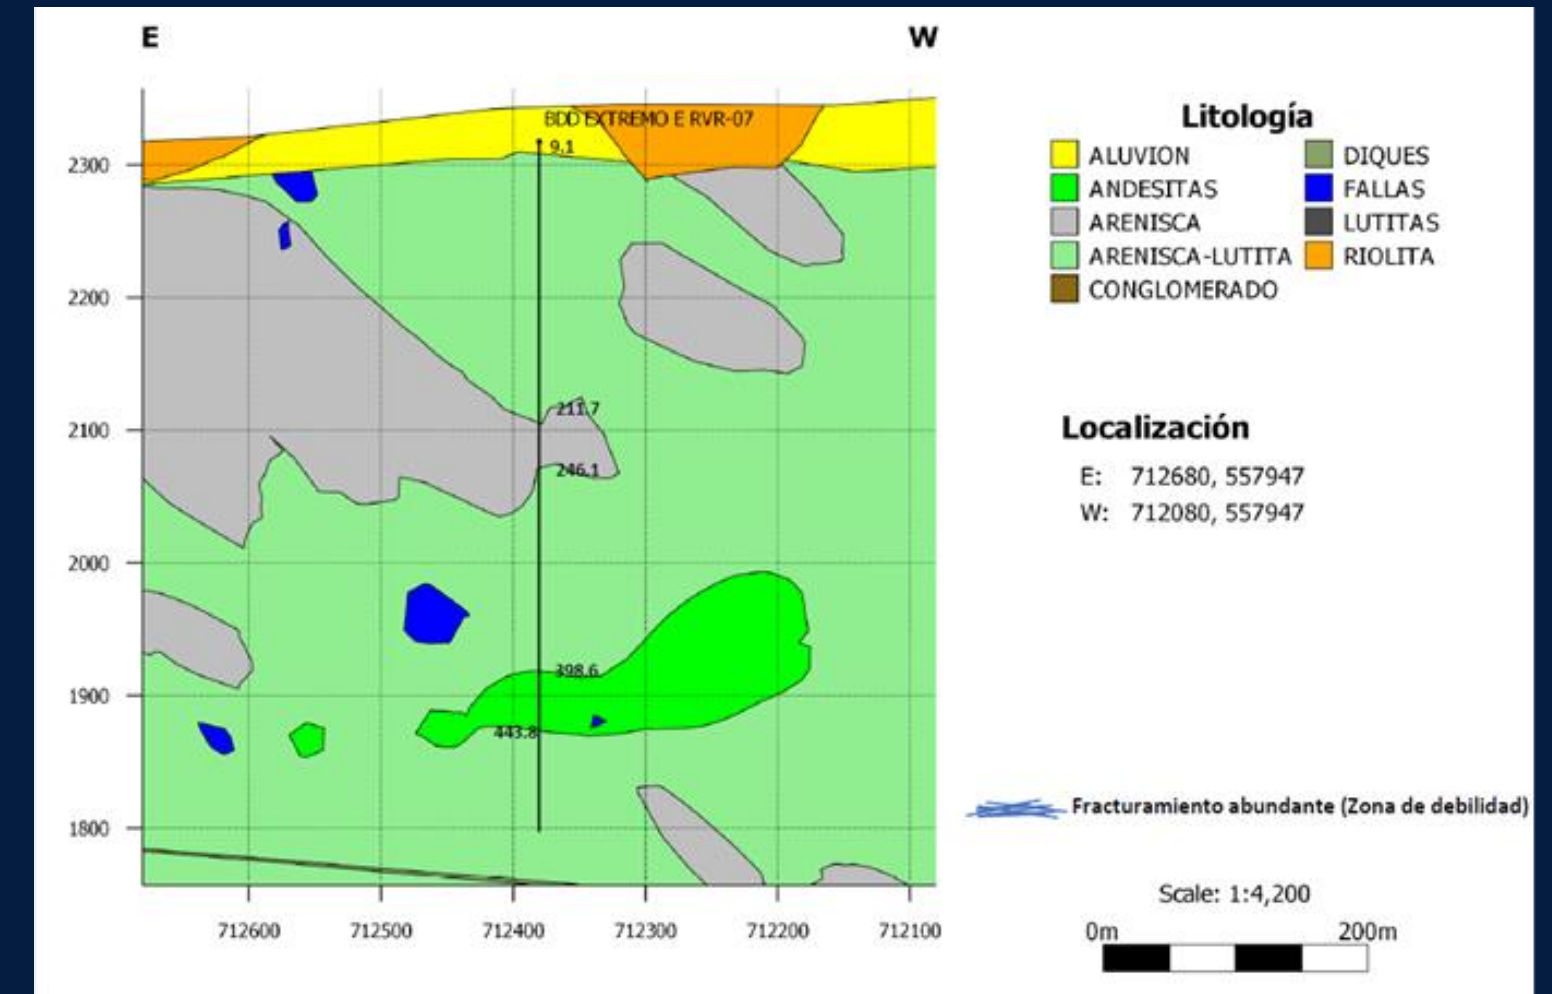 E
W
BDD EXTREMO E RVR-07
9.1
2300
2200
2100
2000
1900
1800
211.7
246.1
398.6
443.8
712600
712500
712400
712300
712200
712100
Litología
ALUVION
ANDESITAS
ARENISCA
ARENISCA-LUTITA
CONGLOMERADO
DIQUES
FALLAS
LUTITAS
RIOLITA
Localización
E: 712680, 557947
W: 712080, 557947
Fracturamiento abundante (Zona de debilidad)
Scale: 1:4,200
0m
200m